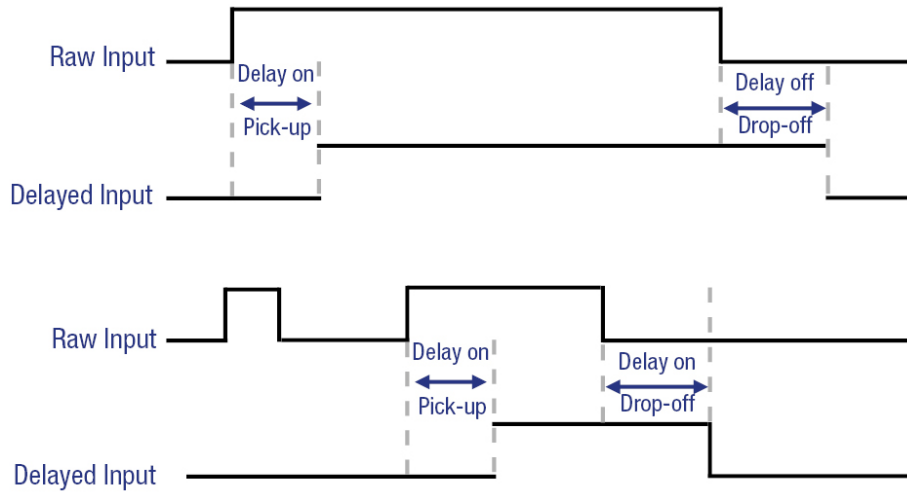 Raw Input
Delay on
Pick-up
Delay off
Drop-off
Delayed Input
Raw Input
Delay on
Pick-up
Delay on
Drop-off
Delayed Input